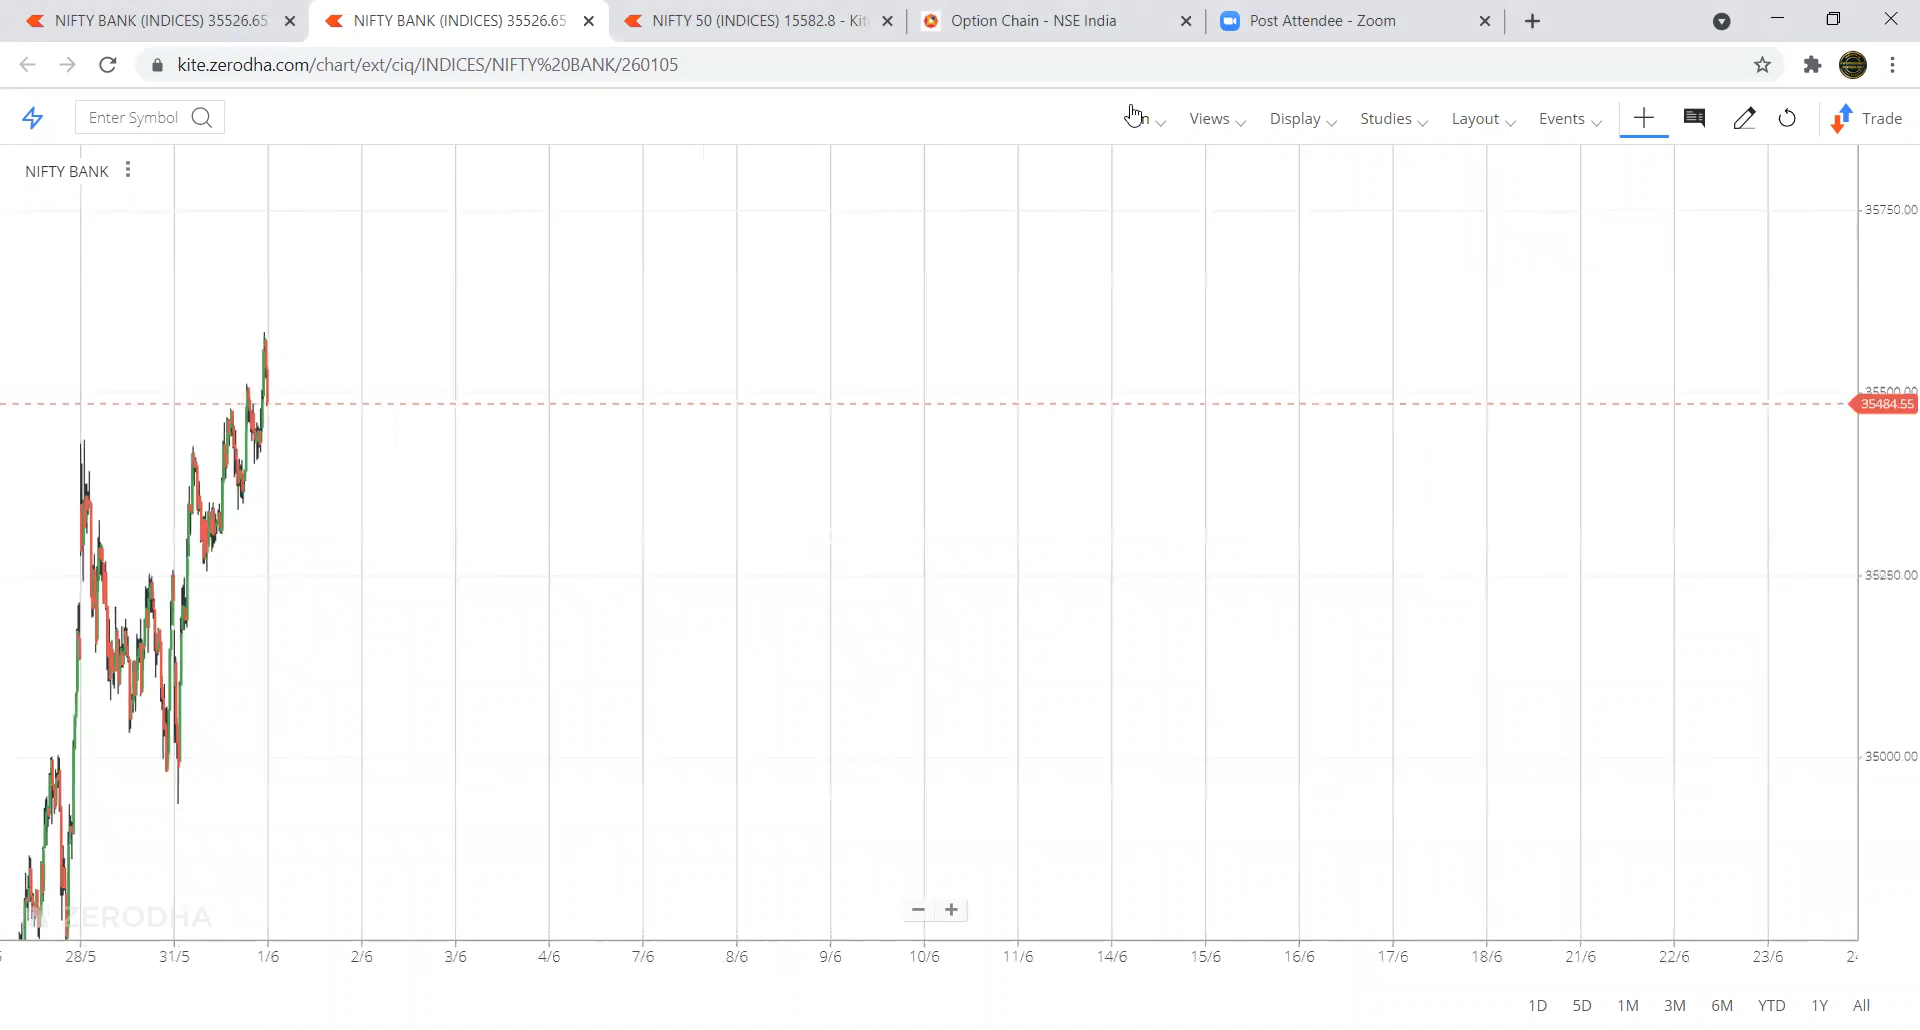 NIFTY BANK (INDICES) 35526.65
NIFTY BANK (INDICES) 35526.65
NIFTY 50 (INDICES) 15582.8 - Kit
Option Chain - NSE India
Post Attendee - Zoom
kite.zerodha.com/chart/ext/ciq/INDICES/NIFTY%20BANK/260105
Enter Symbol
Views
Display
Studies
Layout
Events
Trade
NIFTY BANK
35750.00
35500.00
35484.55
35250.00
35000.00
ZERODHA
28/5 31/5 1/6 2/6 3/6 4/6 7/6 8/6 9/6 10/6 11/6 14/6 15/6 16/6 17/6 18/6 21/6 22/6 23/6
1D 5D 1M 3M 6M YTD 1Y All